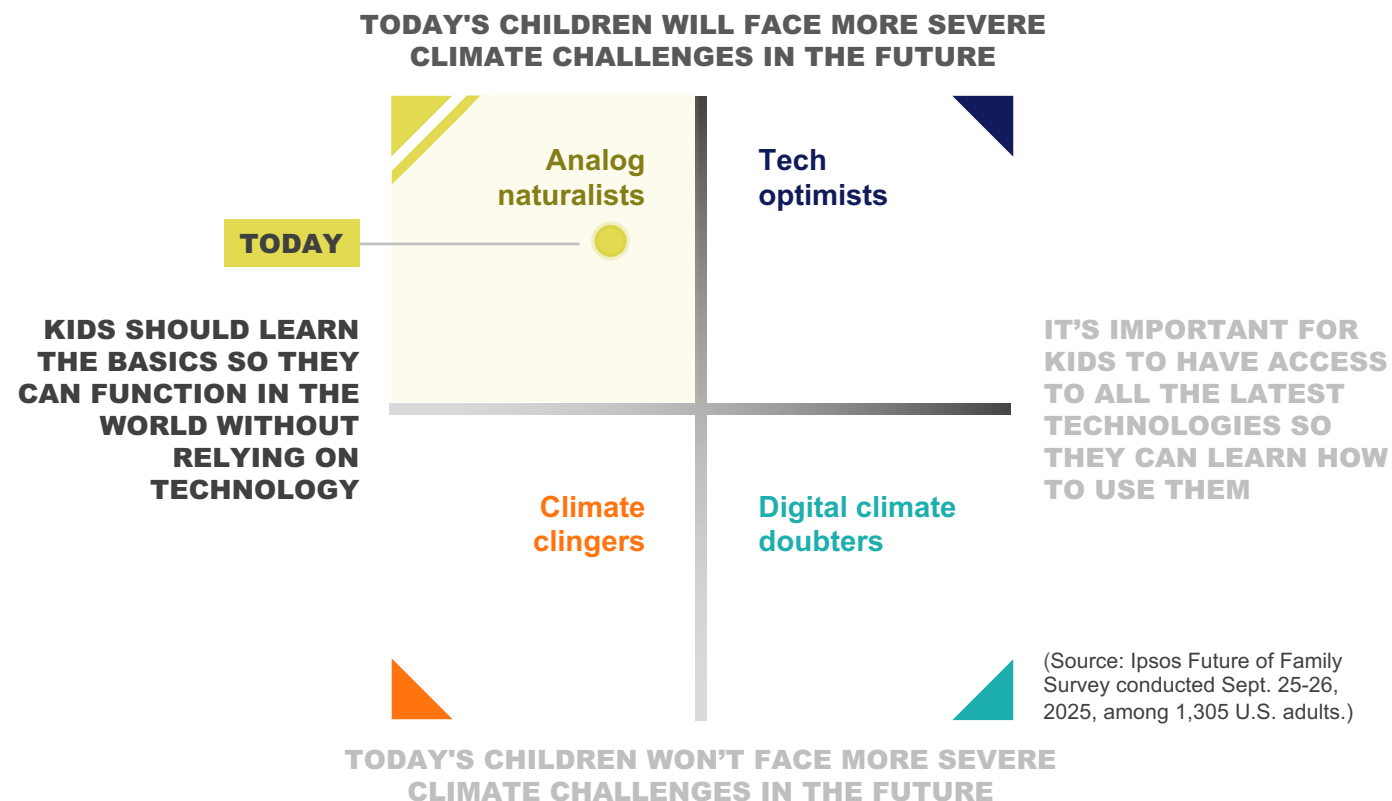 TODAY'S CHILDREN WILL FACE MORE SEVERE
CLIMATE CHALLENGES IN THE FUTURE
Analog
naturalists
Tech
optimists
TODAY
KIDS SHOULD LEARN
THE BASICS SO THEY
CAN FUNCTION IN THE
WORLD WITHOUT
RELYING ON
TECHNOLOGY
IT’S IMPORTANT FOR
KIDS TO HAVE ACCESS
TO ALL THE LATEST
TECHNOLOGIES SO
THEY CAN LEARN HOW
TO USE THEM
Climate
clingers
Digital climate
doubters
(Source: Ipsos Future of Family
Survey conducted Sept. 25-26,
2025, among 1,305 U.S. adults.)
TODAY'S CHILDREN WON’T FACE MORE SEVERE
CLIMATE CHALLENGES IN THE FUTURE